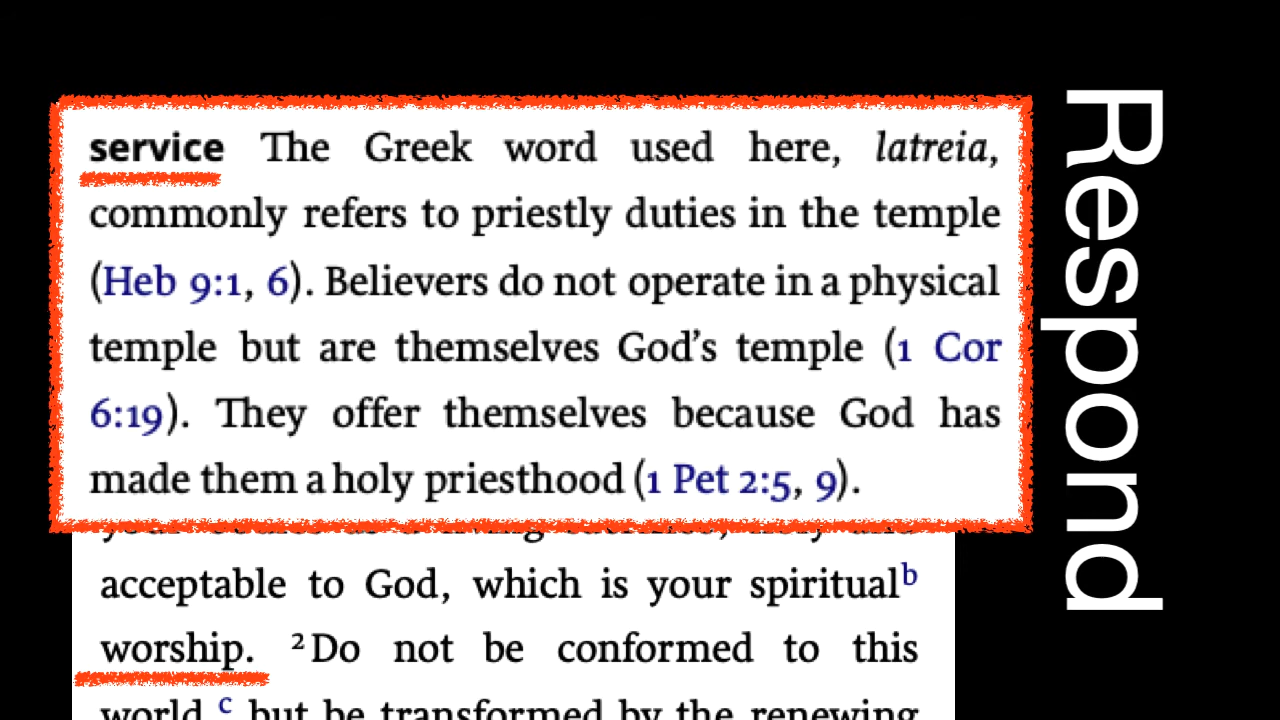 service The Greek word used here, latreia,
commonly refers to priestly duties in the temple
(Heb 9:1, 6). Believers do not operate in a physical
temple but are themselves God’s temple (1 Cor
6:19). They offer themselves because God has
made them a holy priesthood (1 Pet 2:5, 9).
acceptable to God, which is your spiritualᵇ
worship. ²Do not be conformed to this
world,ᶜ but be transformed by the renewing
Respond